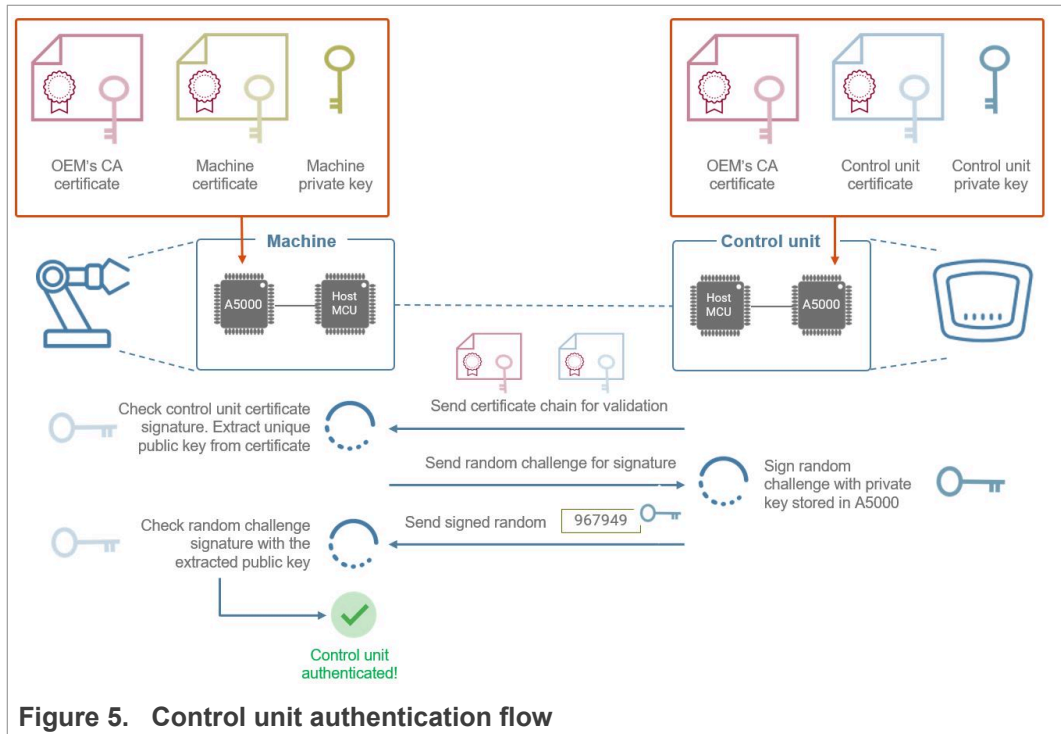 OEM's CA
certificate
Machine
certificate
Machine
private key
OEM's CA
certificate
Control unit
certificate
Control unit
private key
Machine
A5000
Host
MCU
Control unit
Host
MCU
A5000
Send certificate chain for validation
Check control unit certificate
signature. Extract unique
public key from certificate
Send random challenge for signature
Sign random
challenge with private
key stored in A5000
Send signed random
967949
Check random challenge
signature with the
extracted public key
Control unit
authenticated!
Figure 5. Control unit authentication flow